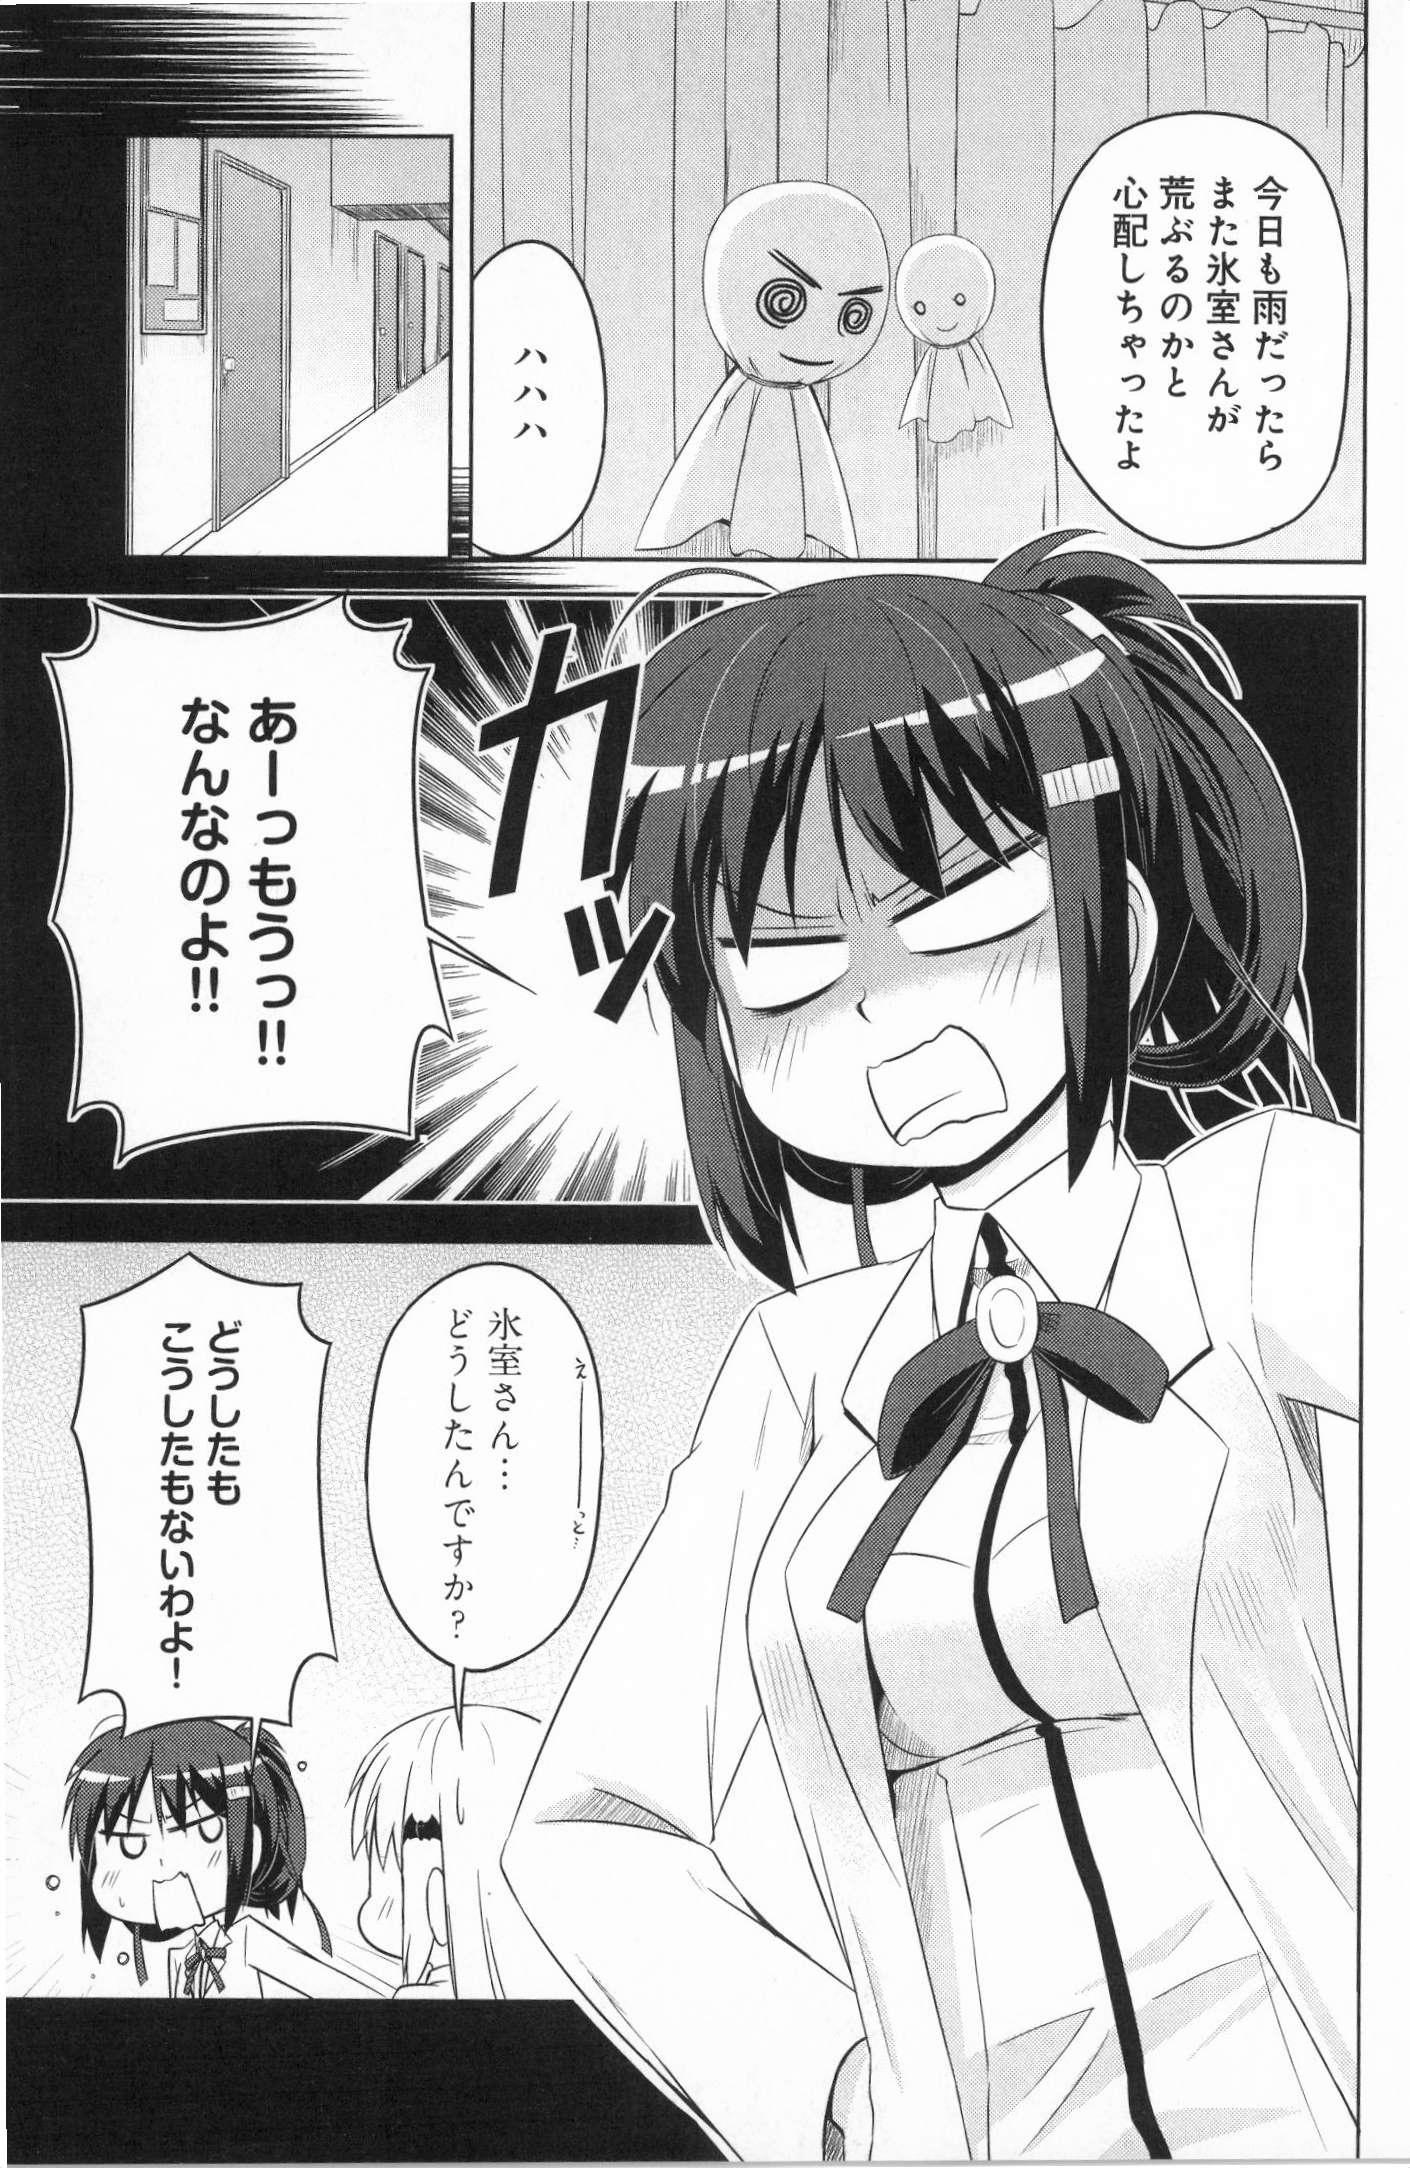 今日も雨だったら
また氷室さんが
荒ぶるのかと
心配しちゃったよ
ハハハ
カッ
あーっもうっ!!
なんなのよ!!
えーーっと…
氷室さん…
どうしたんですか?
どうしたも
こうしたもないわよ!